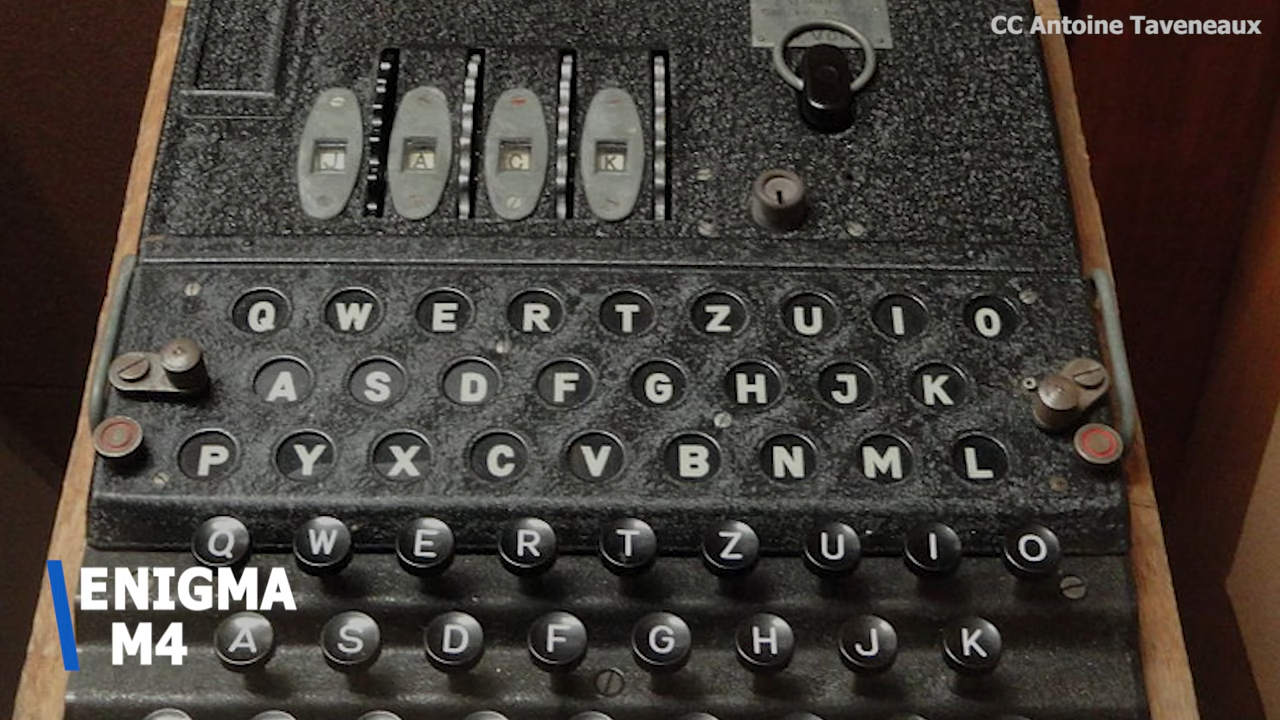 CC Antoine Taveneaux
J A G K
Q W E R T Z U I O
A S D F G H J K
P Y X C V B N M L
Q W E R T Z U I O
A S D F G H J K
ENIGMA
M4